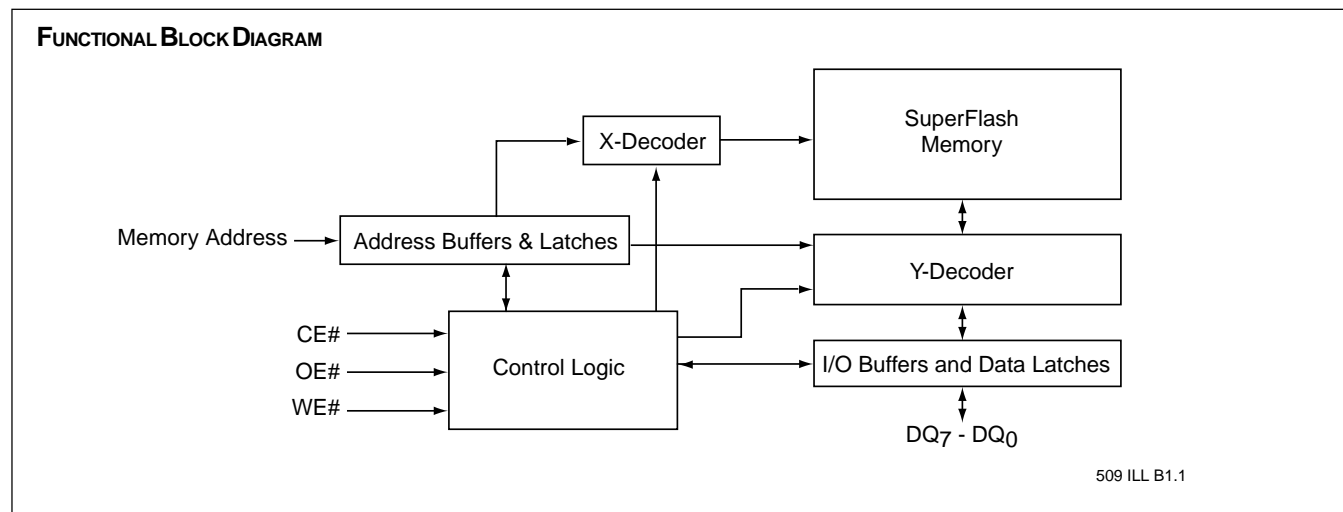 FUNCTIONAL BLOCK DIAGRAM
SuperFlash
Memory
X-Decoder
Memory Address
Address Buffers & Latches
Y-Decoder
CE#
OE#
WE#
Control Logic
I/O Buffers and Data Latches
DQ7 - DQ0
509 ILL B1.1